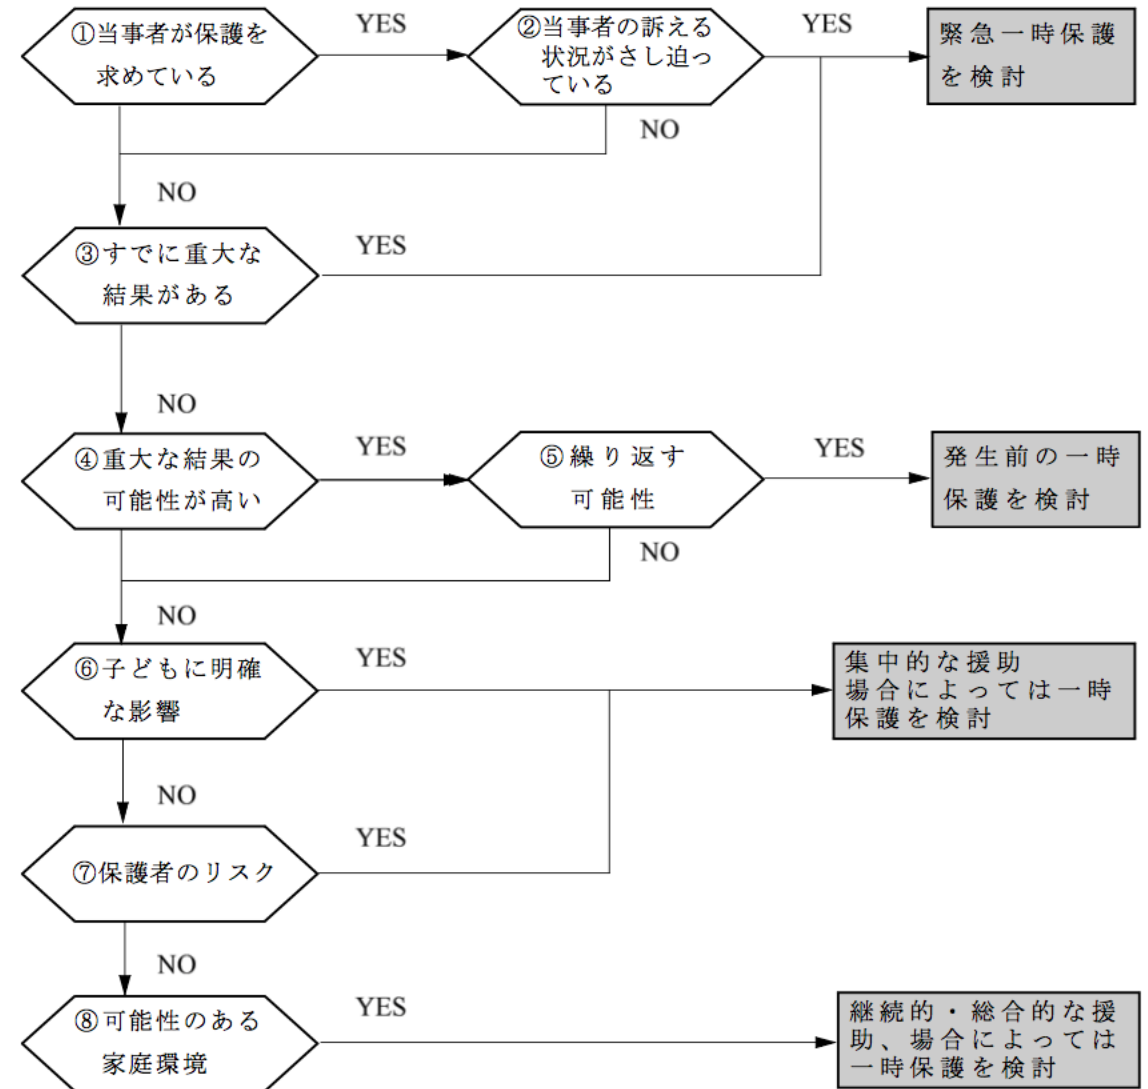 ①当事者が保護を
求めている
YES
②当事者の訴える
状況がさし迫っ
ている
YES
緊急一時保護
を検討
NO
NO
③すでに重大な
結果がある
YES
NO
④重大な結果の
可能性が高い
YES
⑤繰り返す
可能性
YES
発生前の一時
保護を検討
NO
NO
⑥子どもに明確
な影響
YES
集中的な援助
場合によっては一時
保護を検討
NO
⑦保護者のリスク
YES
NO
⑧可能性のある
家庭環境
YES
継続的・総合的な援
助、場合によっては
一時保護を検討